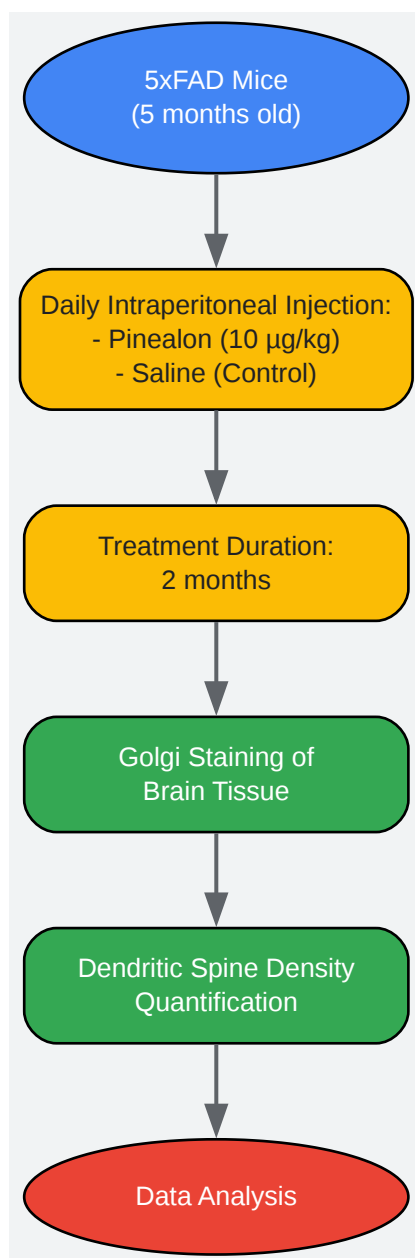 5xFAD Mice
(5 months old)
Daily Intraperitoneal Injection:
- Pinealon (10 µg/kg)
- Saline (Control)
Treatment Duration:
2 months
Golgi Staining of
Brain Tissue
Dendritic Spine Density
Quantification
Data Analysis